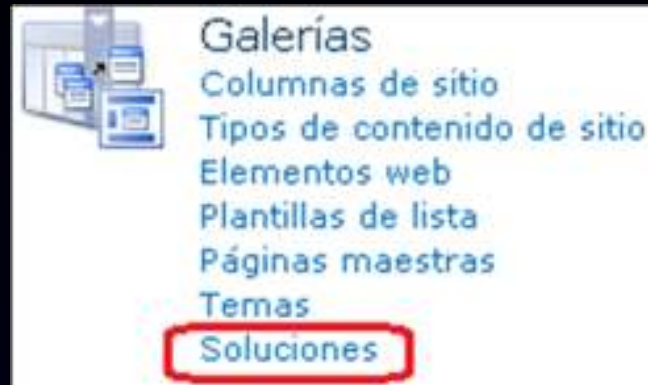 Galerías
Columnas de sitio
Tipos de contenido de sitio
Elementos web
Plantillas de lista
Páginas maestras
Temas
Soluciones